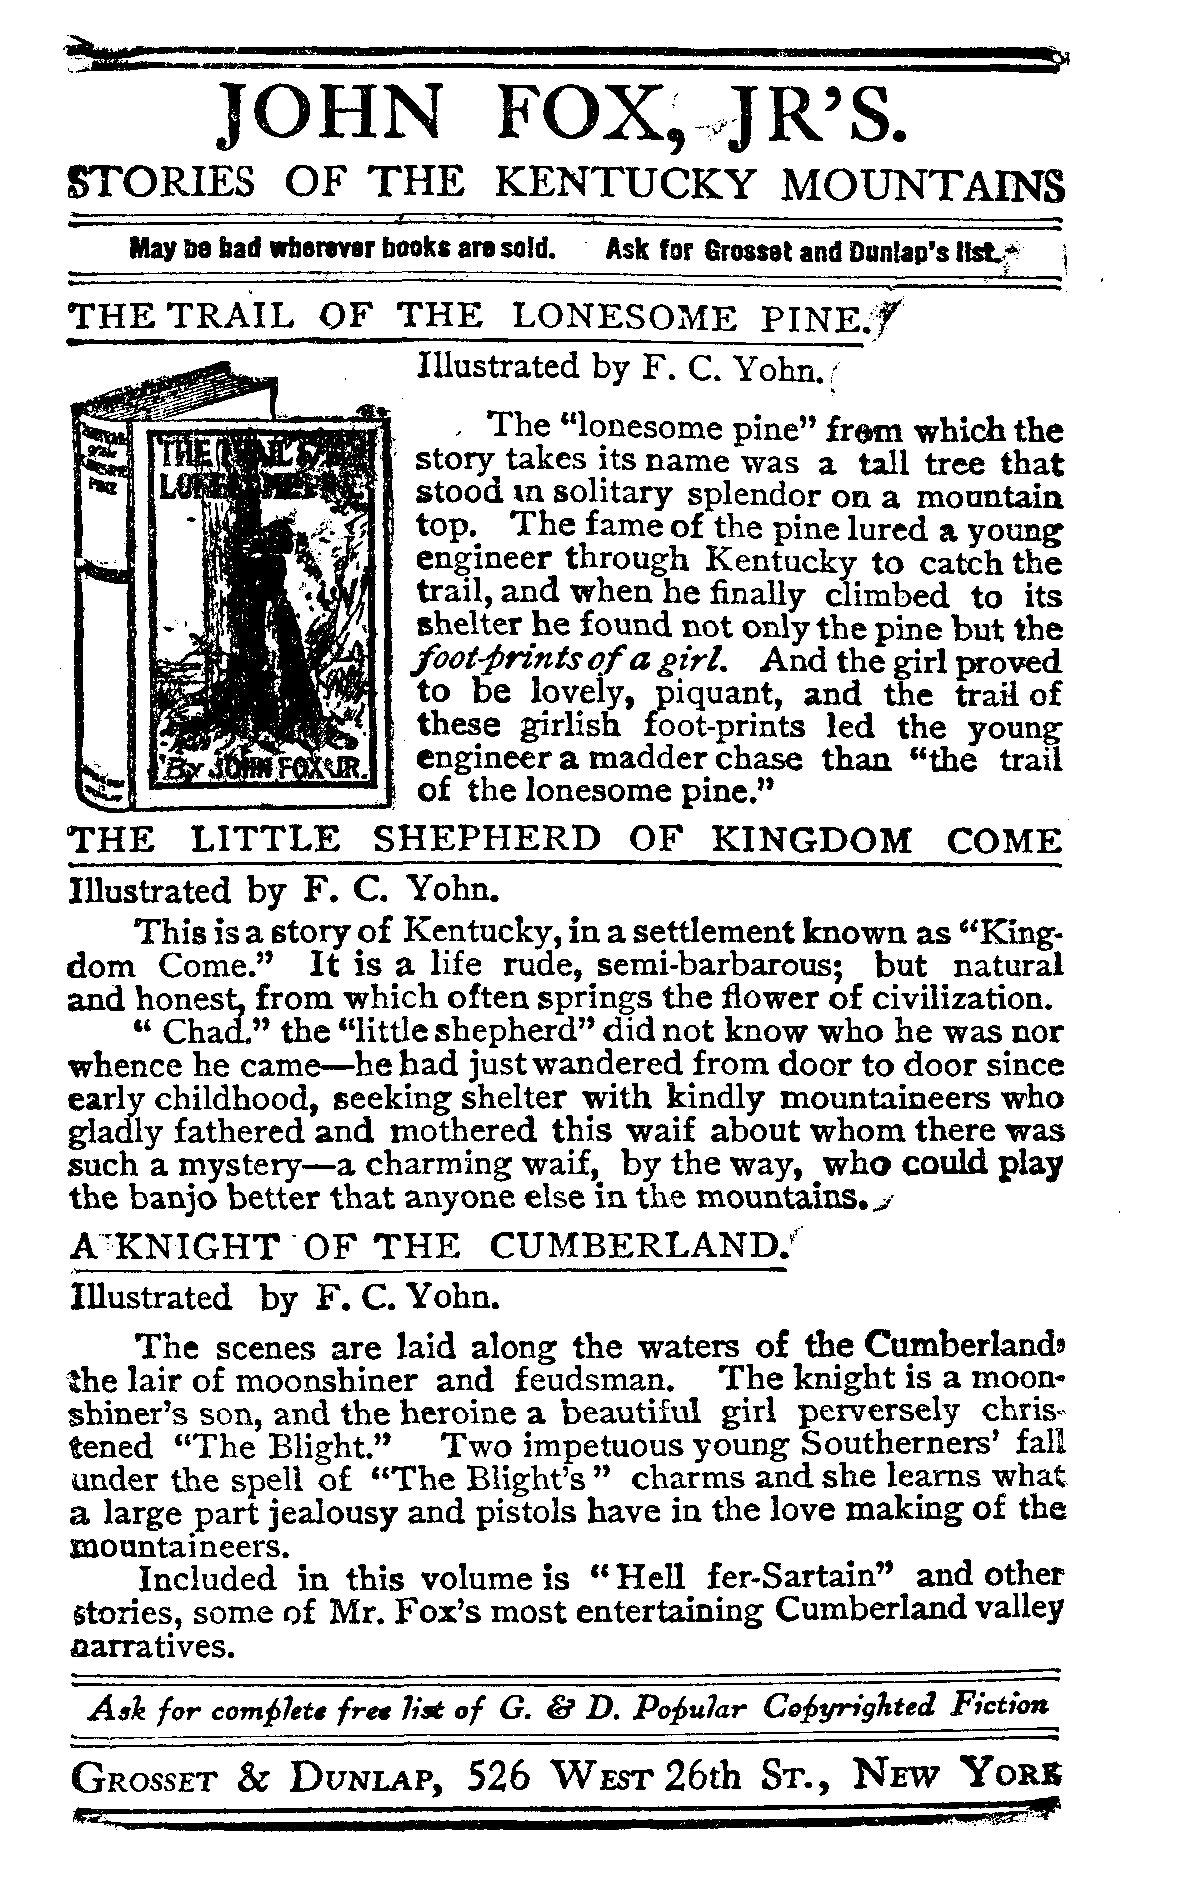 JOHN FOX, JR'S.
STORIES OF THE KENTUCKY MOUNTAINS
May be had wherever books are sold. Ask for Grosset and Dunlap's list.
THE TRAIL OF THE LONESOME PINE.
Illustrated by F. C. Yohn.
The "lonesome pine" from which the
story takes its name was a tall tree that
stood in solitary splendor on a mountain
top. The fame of the pine lured a young
engineer through Kentucky to catch the
trail, and when he finally climbed to its
shelter he found not only the pine but the
foot-prints of a girl. And the girl proved
to be lovely, piquant, and the trail of
these girlish foot-prints led the young
engineer a madder chase than "the trail
of the lonesome pine."
THE TRAIL OF THE
LONESOME PINE
By JOHN FOX JR.
THE LITTLE SHEPHERD OF KINGDOM COME
Illustrated by F. C. Yohn.
This is a story of Kentucky, in a settlement known as "King-
dom Come." It is a life rude, semi-barbarous; but natural
and honest, from which often springs the flower of civilization.
" Chad." the "little shepherd" did not know who he was nor
whence he came—he had just wandered from door to door since
early childhood, seeking shelter with kindly mountaineers who
gladly fathered and mothered this waif about whom there was
such a mystery—a charming waif, by the way, who could play
the banjo better that anyone else in the mountains.
A KNIGHT OF THE CUMBERLAND.
Illustrated by F. C. Yohn.
The scenes are laid along the waters of the Cumberland,
the lair of moonshiner and feudsman. The knight is a moon-
shiner's son, and the heroine a beautiful girl perversely chris-
tened "The Blight." Two impetuous young Southerners' fall
under the spell of "The Blight's " charms and she learns what
a large part jealousy and pistols have in the love making of the
mountaineers.
Included in this volume is " Hell fer-Sartain" and other
stories, some of Mr. Fox's most entertaining Cumberland valley
narratives.
Ask for complete free list of G. & D. Popular Copyrighted Fiction
GROSSET & DUNLAP, 526 WEST 26th ST., NEW YORK